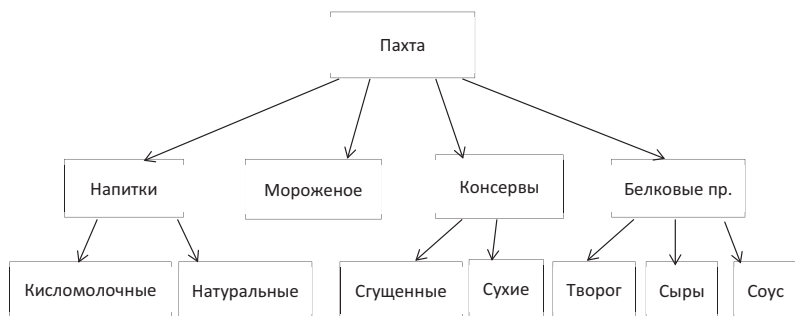 Пахта
Напитки
Мороженое
Консервы
Белковые пр.
Кисломолочные
Натуральные
Сгущенные
Сухие
Творог
Сыры
Соус